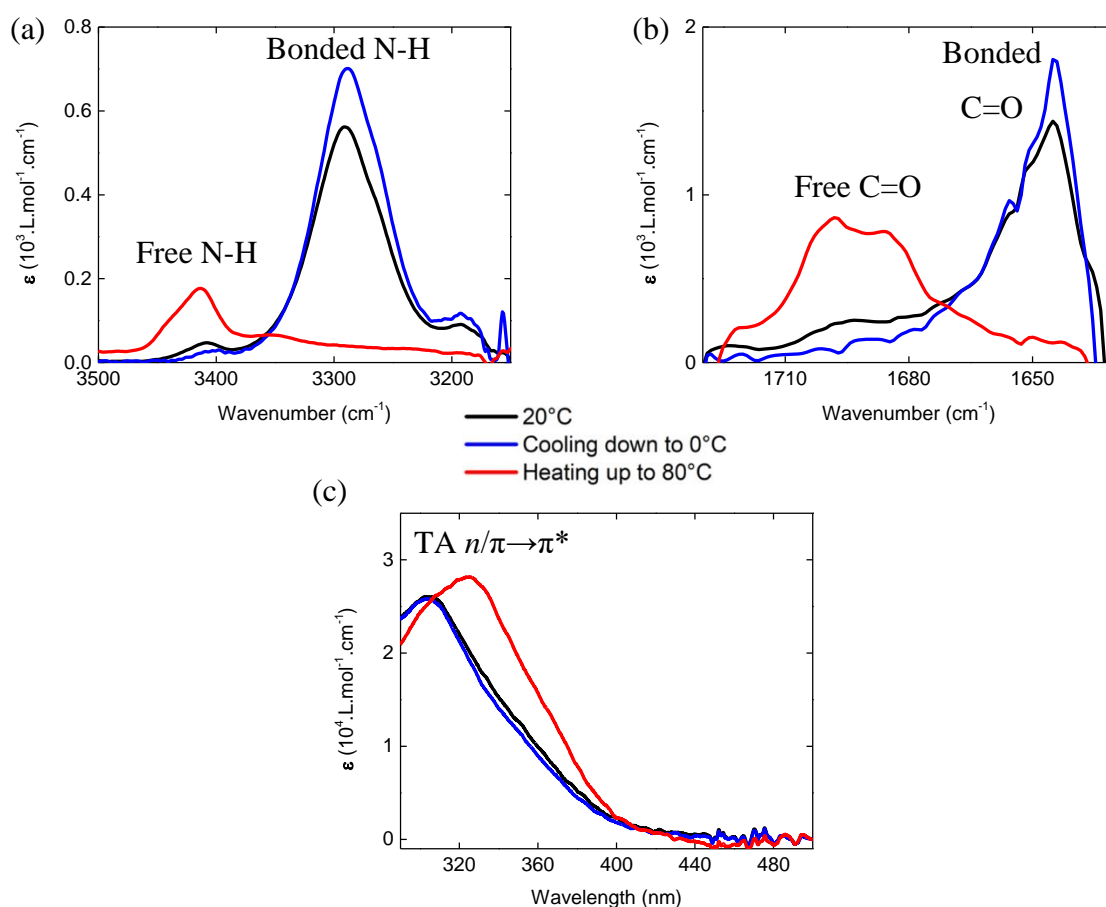 (a)
Bonded N-H
Free N-H
ε (10³.L.mol⁻¹.cm⁻¹)
0.8
0.6
0.4
0.2
0.0
3500 3400 3300 3200
Wavenumber (cm⁻¹)
(b)
Bonded
C=O
Free C=O
ε (10³.L.mol⁻¹.cm⁻¹)
2
1
0
1710 1680 1650
Wavenumber (cm⁻¹)
20°C
Cooling down to 0°C
Heating up to 80°C
(c)
TA n/π→π*
ε (10⁴.L.mol⁻¹.cm⁻¹)
3
2
1
0
320 360 400 440 480
Wavelength (nm)